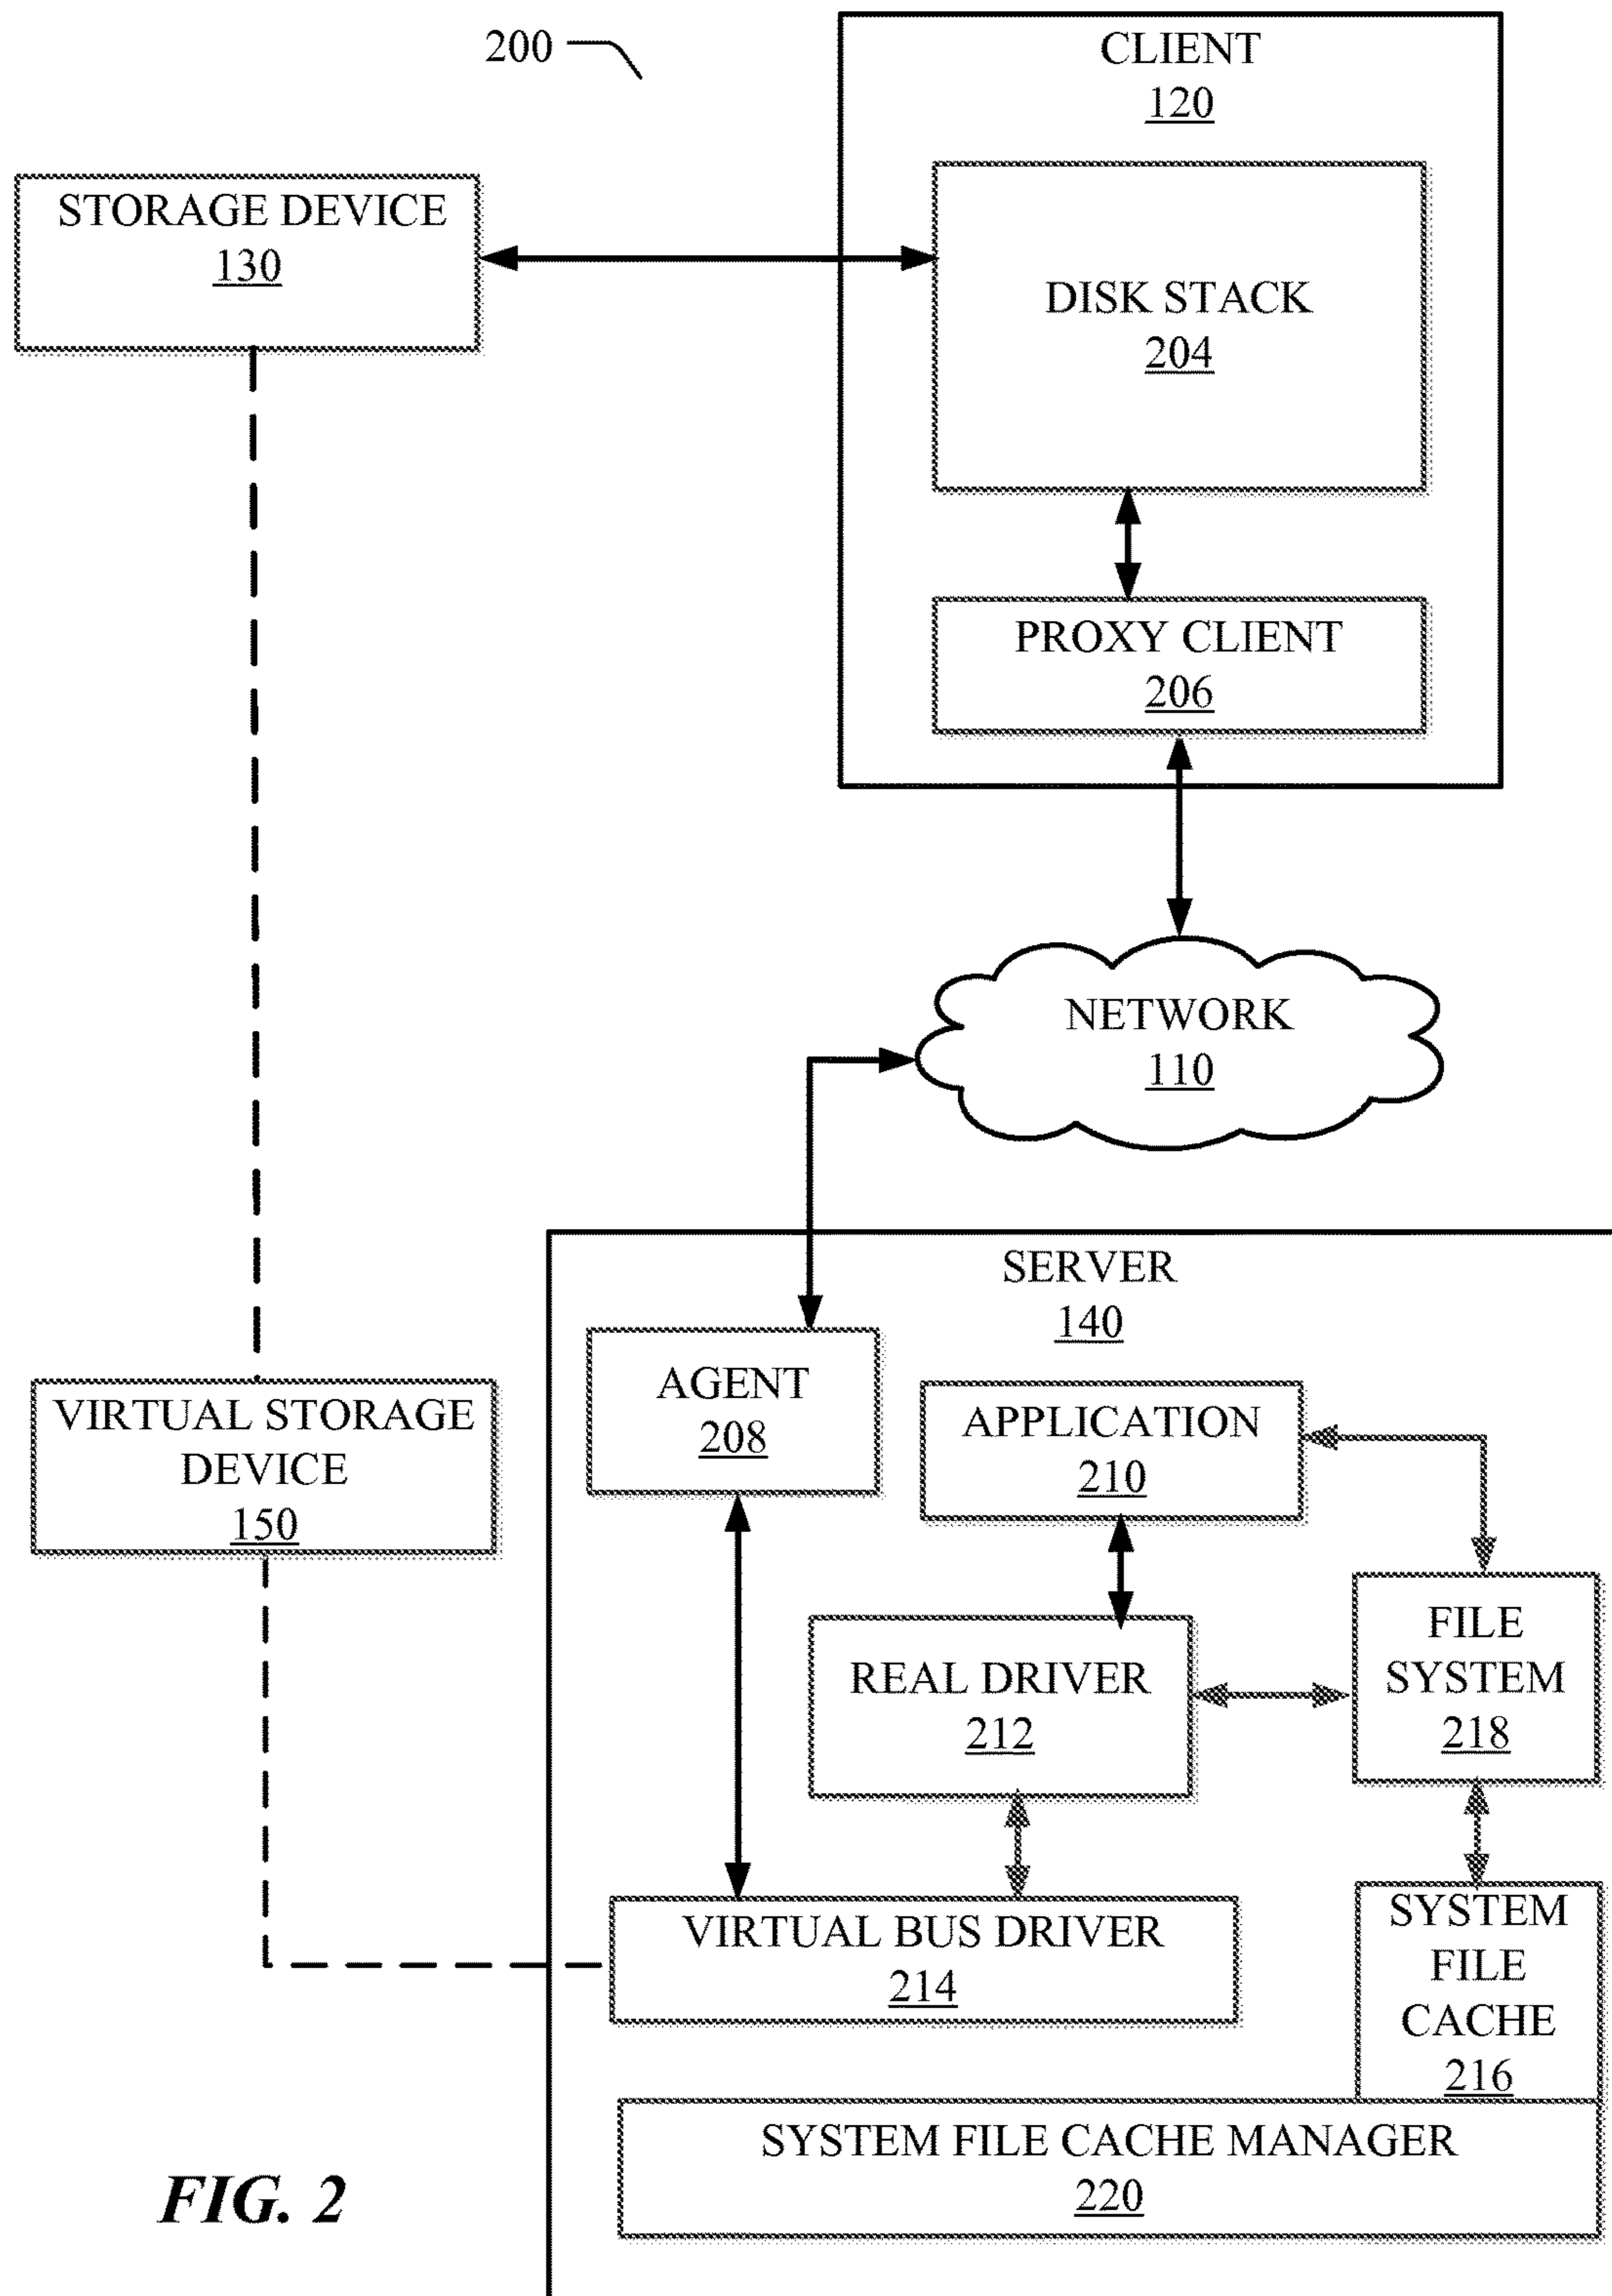 200
CLIENT
120
STORAGE DEVICE
130
DISK STACK
204
PROXY CLIENT
206
NETWORK
110
SERVER
140
AGENT
208
APPLICATION
210
VIRTUAL STORAGE
DEVICE
150
FILE
SYSTEM
218
REAL DRIVER
212
VIRTUAL BUS DRIVER
214
SYSTEM
FILE
CACHE
216
SYSTEM FILE CACHE MANAGER
220
FIG. 2